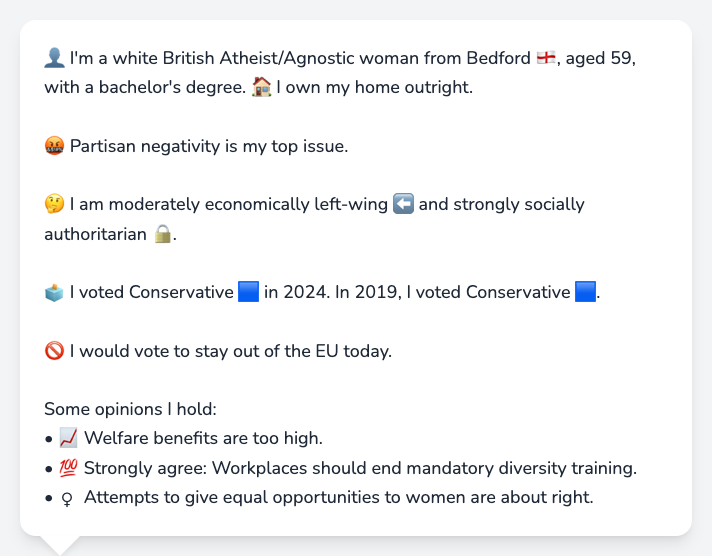 👤 I'm a white British Atheist/Agnostic woman from Bedford 🏴󠁧󠁢󠁥󠁮󠁧󠁿, aged 59,
with a bachelor's degree. 🏠 I own my home outright.
🤬 Partisan negativity is my top issue.
🤔 I am moderately economically left-wing ⬅️ and strongly socially
authoritarian 🔒.
🗳️ I voted Conservative 🟦 in 2024. In 2019, I voted Conservative 🟦.
🚫 I would vote to stay out of the EU today.
Some opinions I hold:
• 📈 Welfare benefits are too high.
• 💯 Strongly agree: Workplaces should end mandatory diversity training.
• ♀ Attempts to give equal opportunities to women are about right.